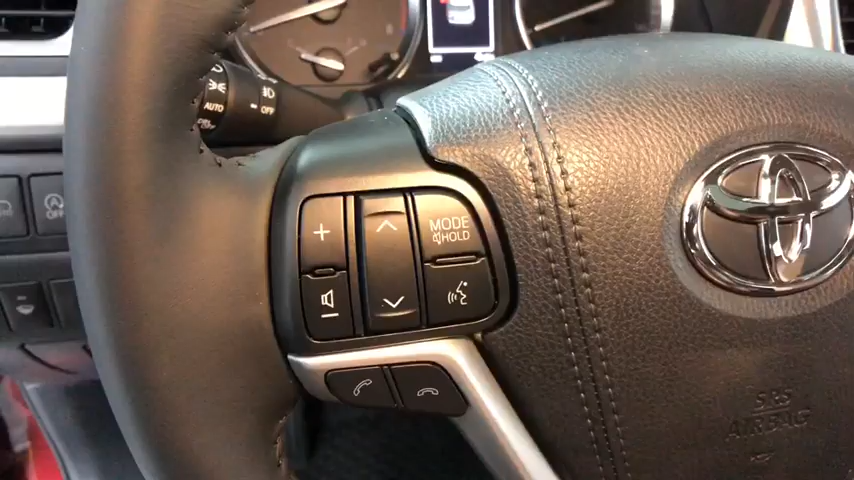 AUTO
OFF
+
MODE
HOLD
-
SRS
AIRBAG